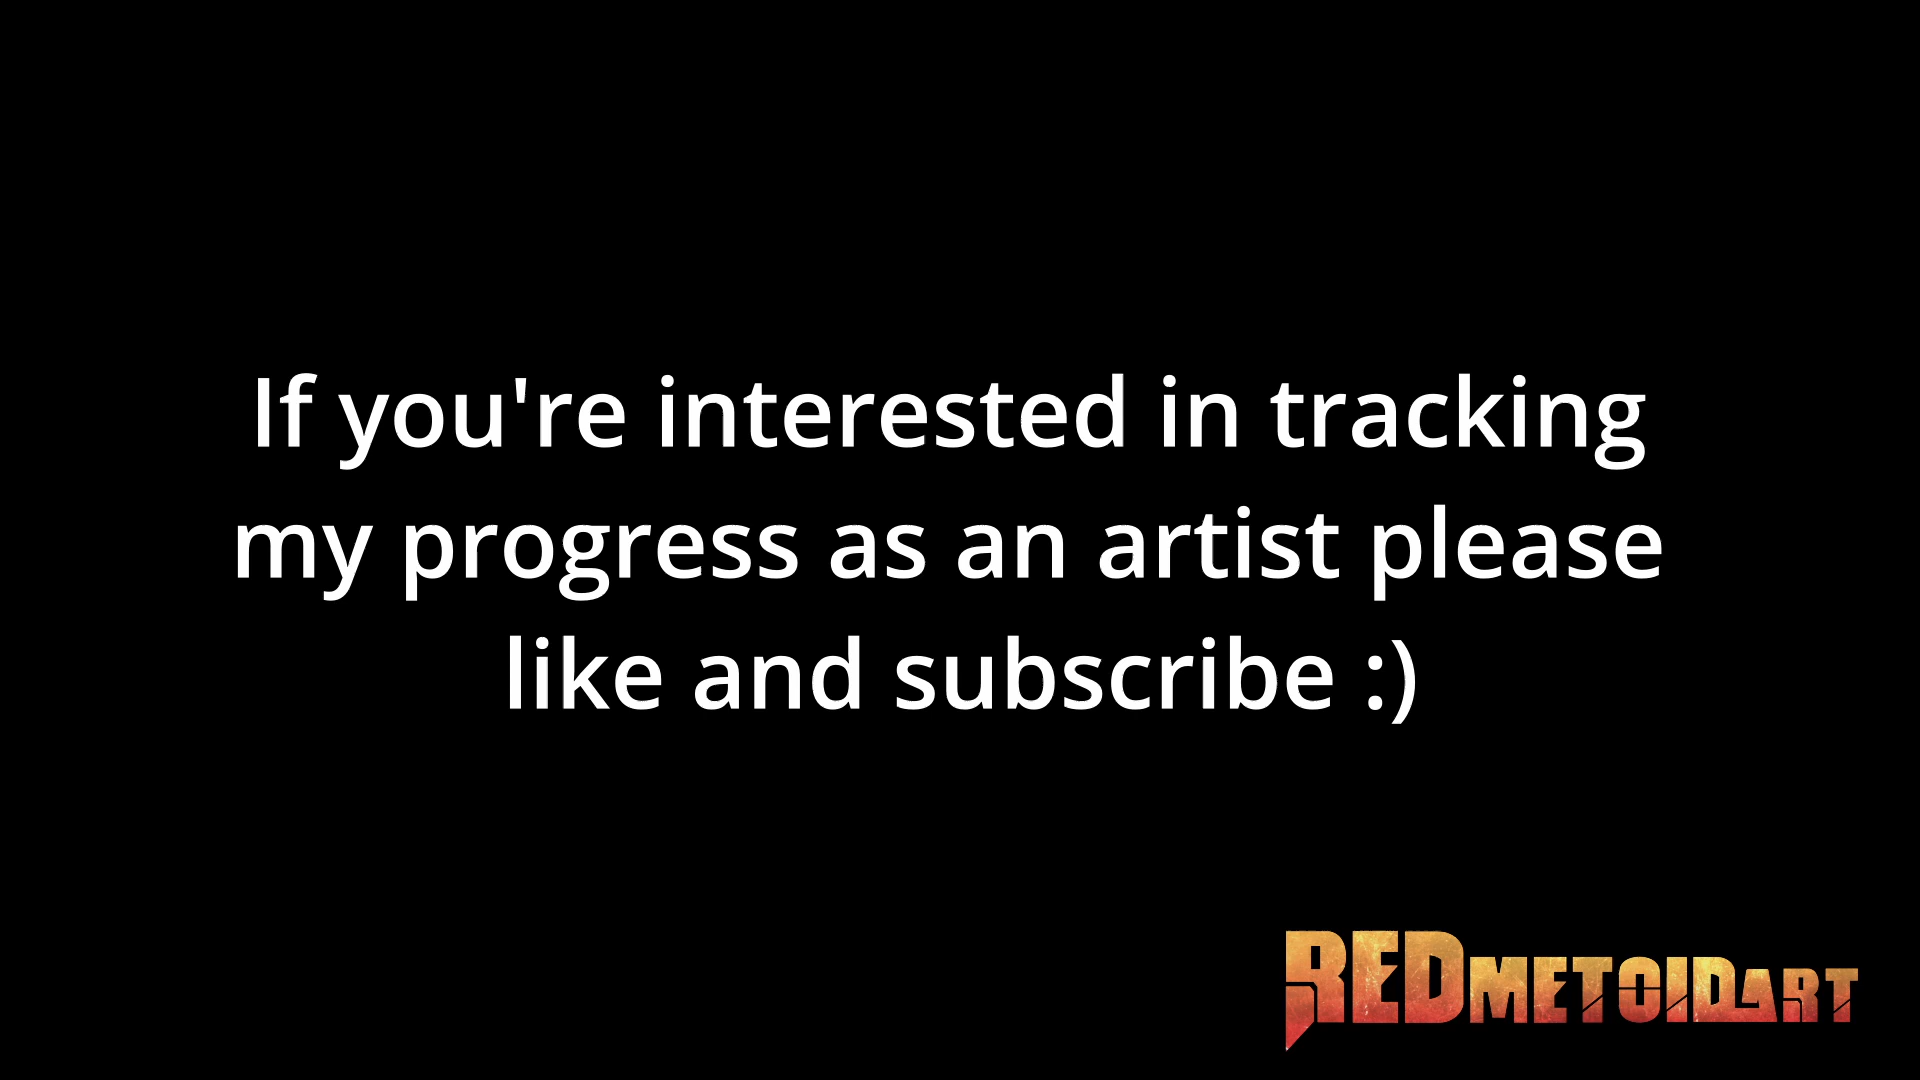 If you're interested in tracking
my progress as an artist please
like and subscribe :)
REDMETOIDART